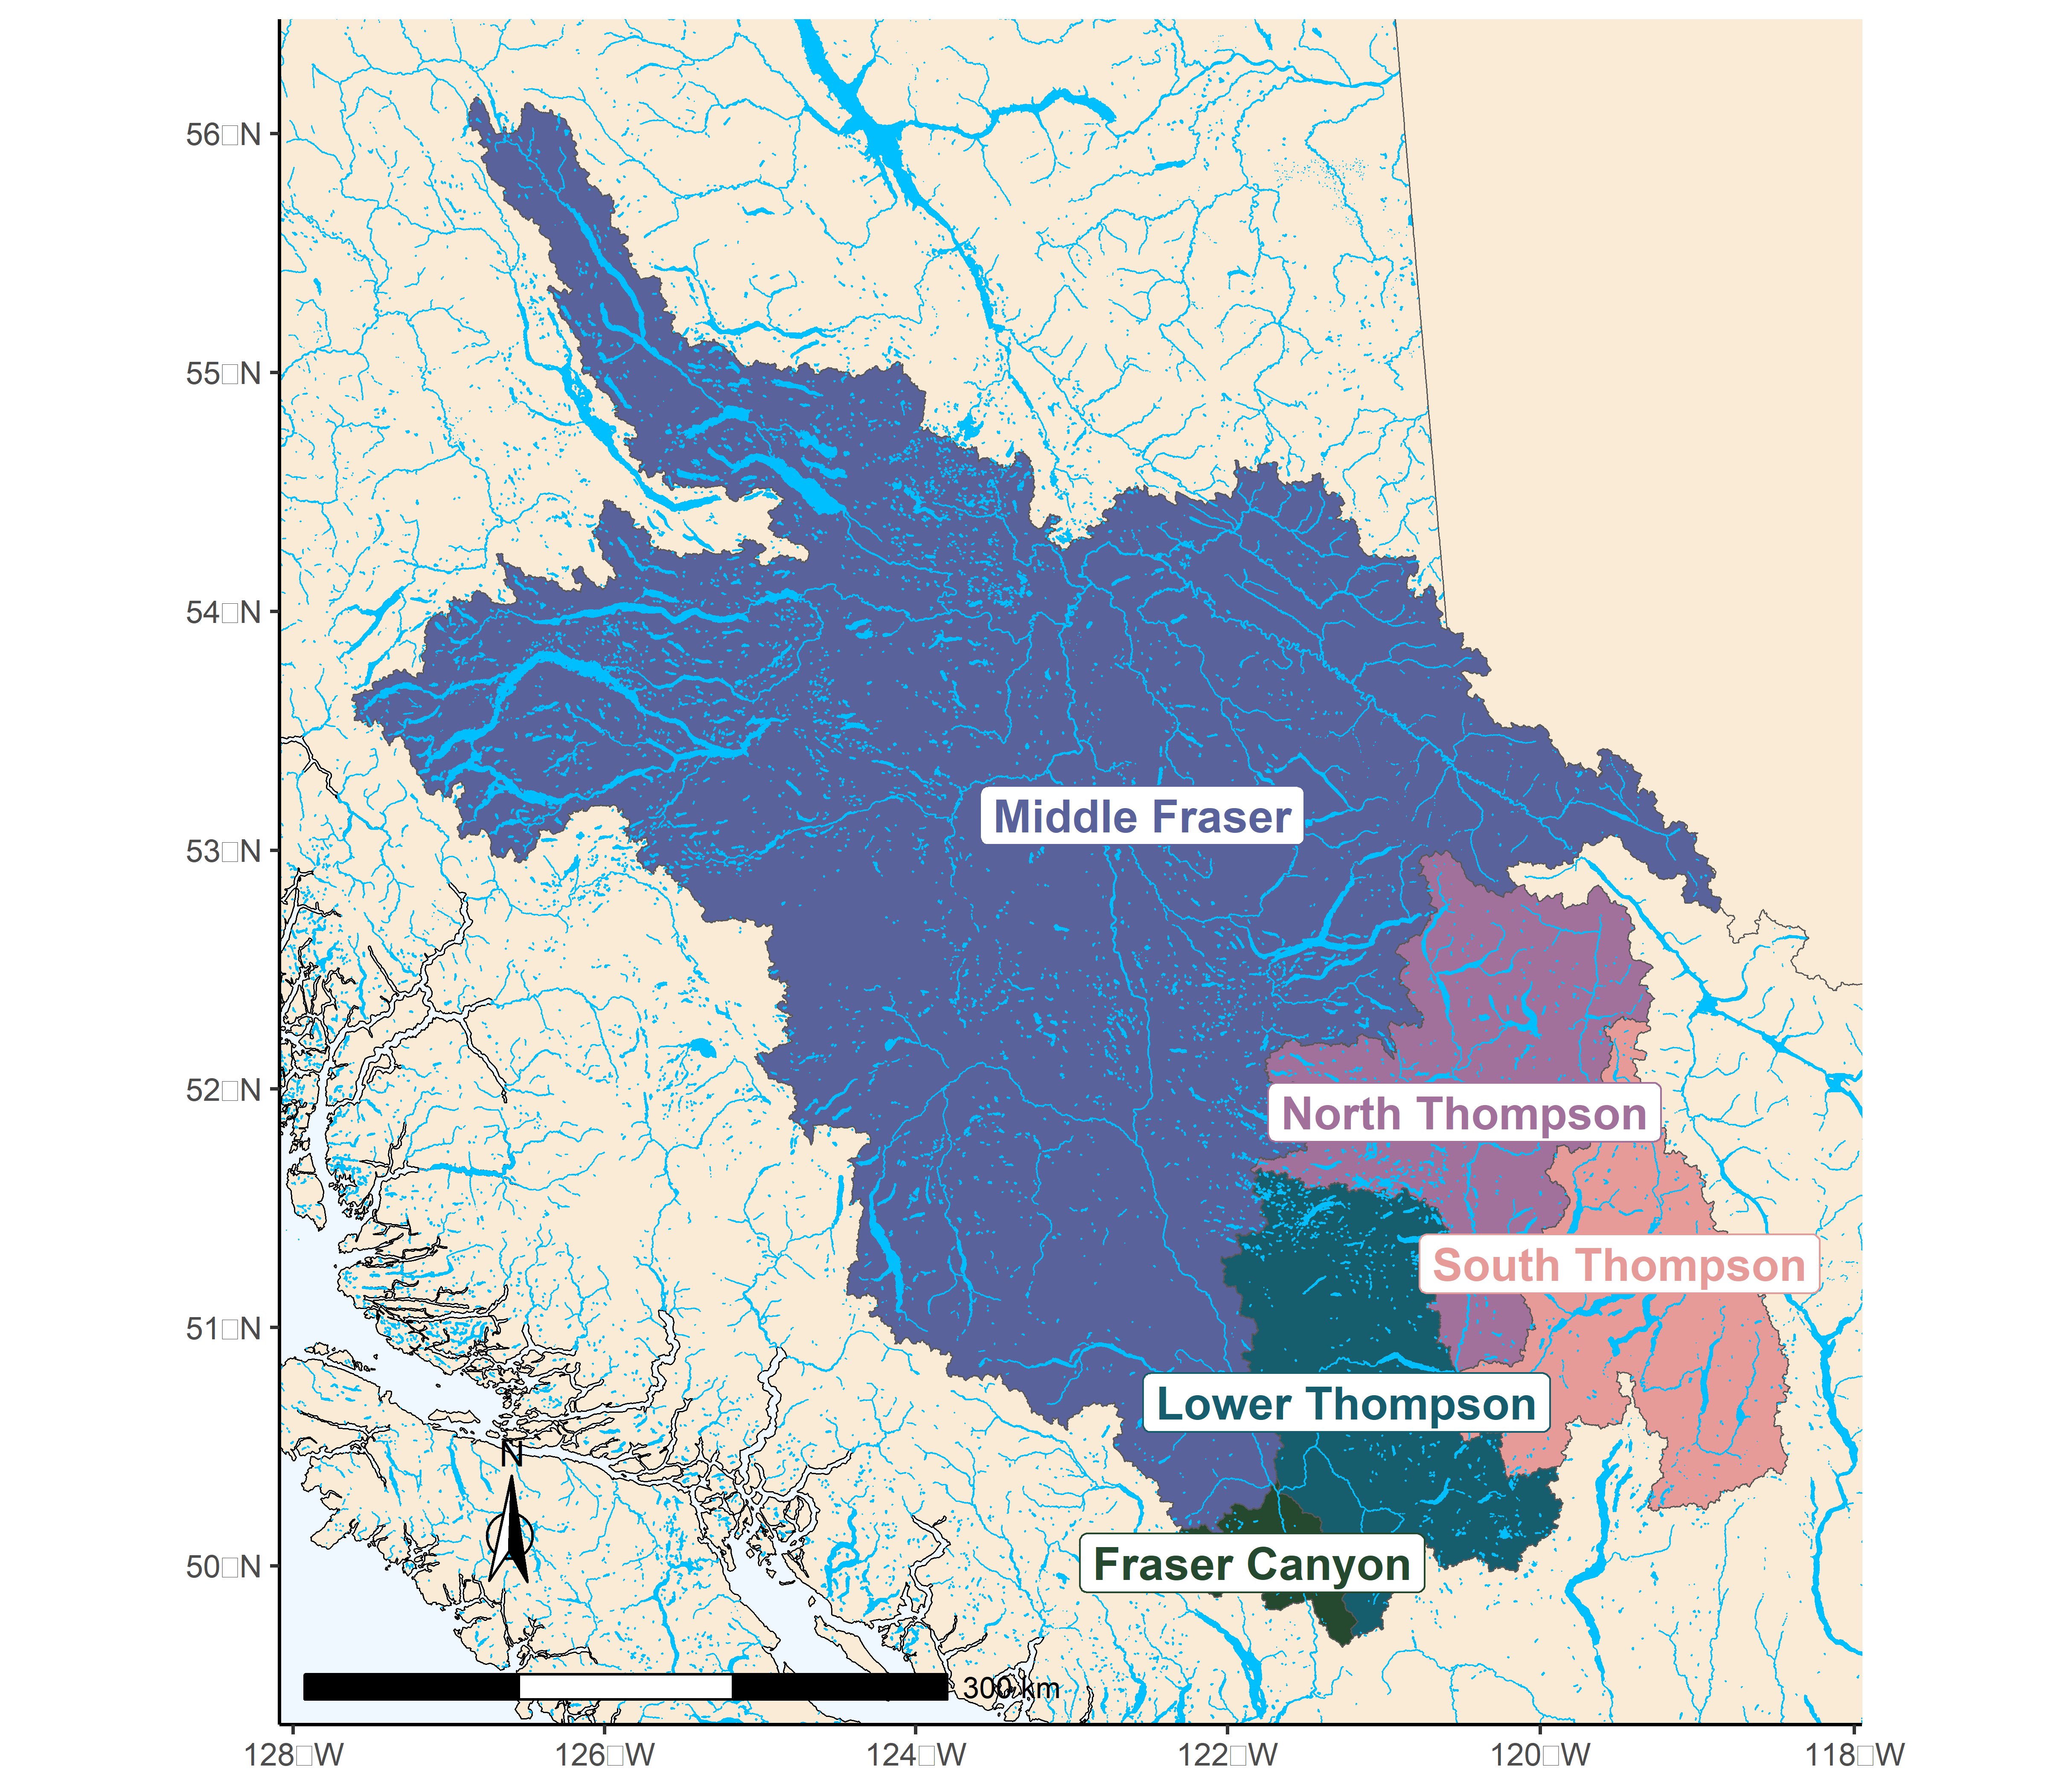 56□N
55□N
54□N
53□N
52□N
51□N
50□N
Middle Fraser
North Thompson
South Thompson
Lower Thompson
Fraser Canyon
N
300 km
128□W
126□W
124□W
122□W
120□W
118□W